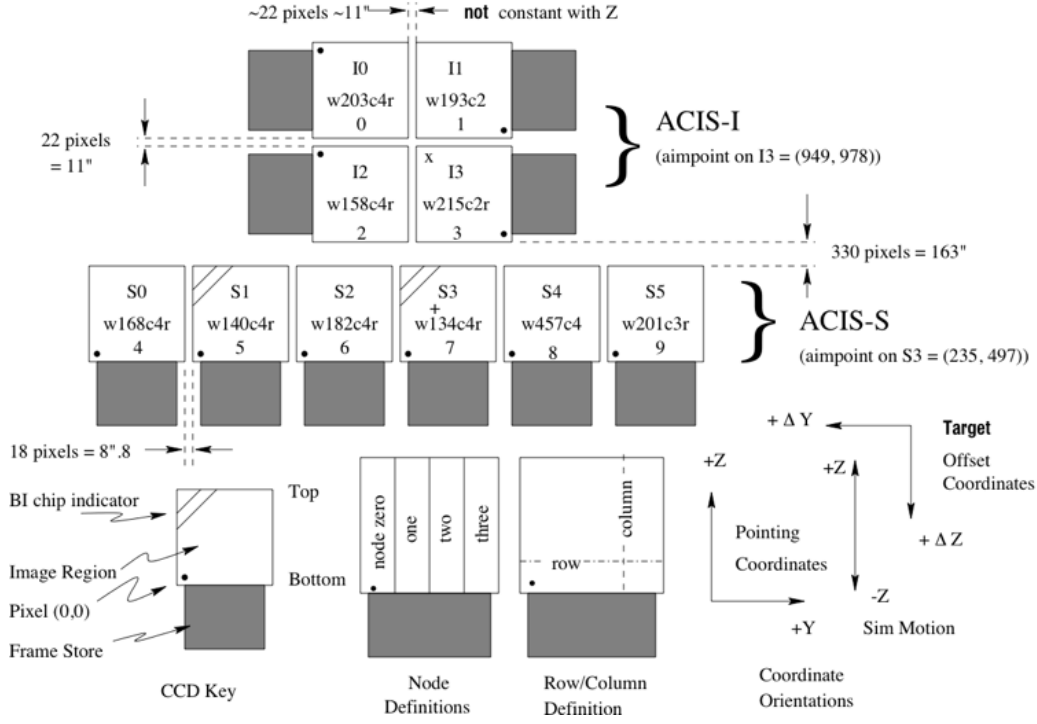 ~22 pixels ~11" not constant with Z
I0
w203c4r
0
I1
w193c2
1
22 pixels
= 11"
I2
w158c4r
2
x
I3
w215c2r
3
ACIS-I
(aimpoint on I3 = (949, 978))
330 pixels = 163"
S0
w168c4r
4
S1
w140c4r
5
S2
w182c4r
6
S3
+
w134c4r
7
S4
w457c4
8
S5
w201c3r
9
ACIS-S
(aimpoint on S3 = (235, 497))
18 pixels = 8".8
BI chip indicator
Image Region
Pixel (0,0)
Frame Store
Top
Bottom
CCD Key
node zero
one
two
three
Node
Definitions
row
column
Row/Column
Definition
+Z
Pointing
Coordinates
+Y
+ Δ Y
Target
Offset
Coordinates
+ Δ Z
+Z
-Z
Sim Motion
Coordinate
Orientations